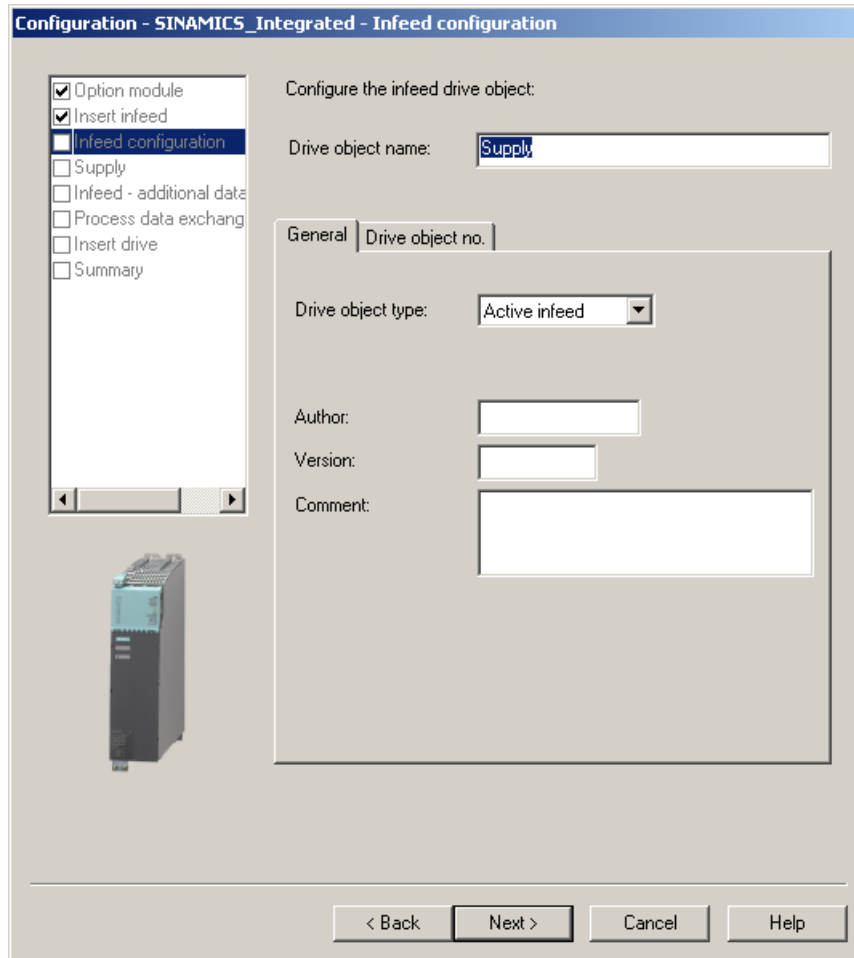 Configuration - SINAMICS_Integrated - Infeed configuration
Option module
Insert infeed
Infeed configuration
Supply
Infeed - additional data
Process data exchang
Insert drive
Summary
Configure the infeed drive object:
Drive object name: Supply
General Drive object no.
Drive object type: Active infeed
Author:
Version:
Comment:
< Back Next > Cancel Help